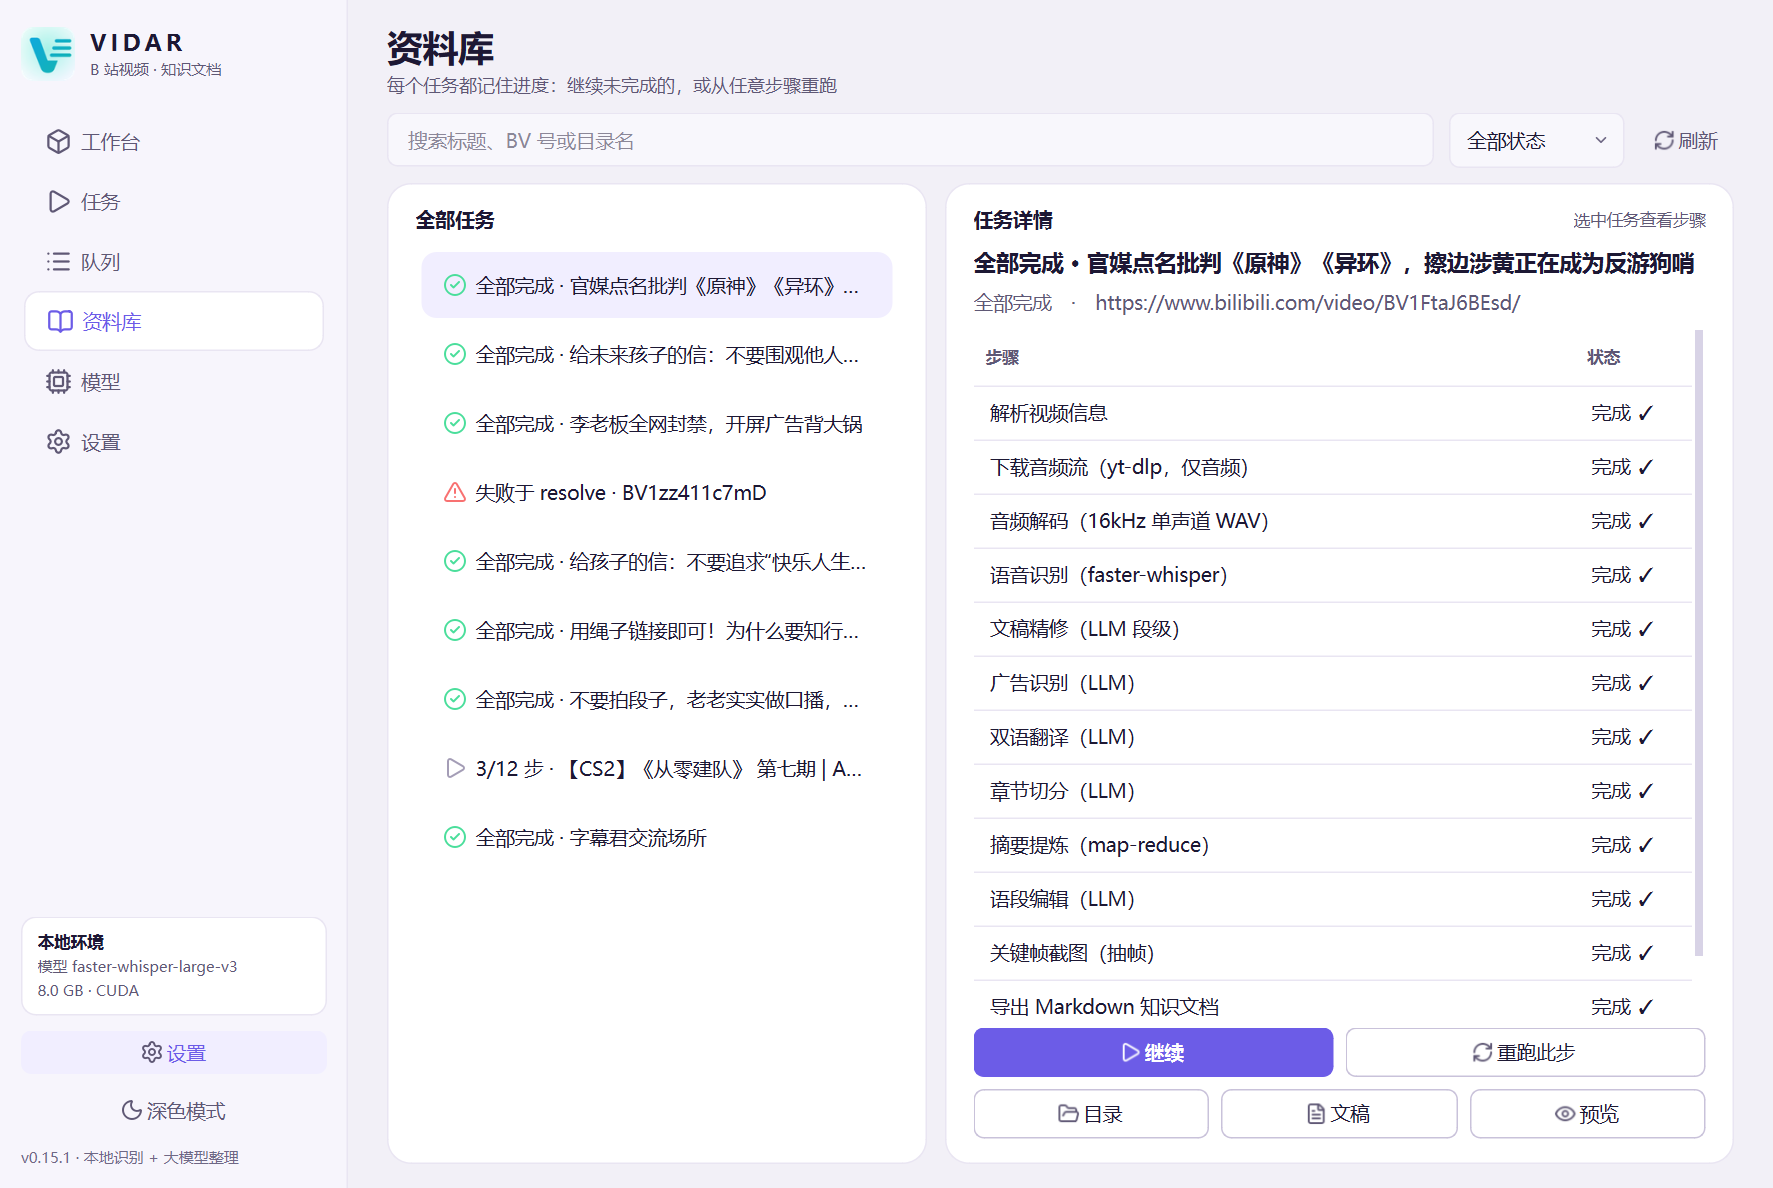 VIDAR
B 站视频 · 知识文档
工作台
任务
队列
资料库
模型
设置
本地环境
模型 faster-whisper-large-v3
8.0 GB · CUDA
设置
深色模式
v0.15.1 · 本地识别 + 大模型整理
资料库
每个任务都记住进度：继续未完成的，或从任意步骤重跑
搜索标题、BV 号或目录名
全部状态
刷新
全部任务
全部完成 · 官媒点名批判《原神》《异环》...
全部完成 · 给未来孩子的信：不要围观他人...
全部完成 · 李老板全网封禁，开屏广告背大锅
失败于 resolve · BV1zz411c7mD
全部完成 · 给孩子的信：不要追求“快乐人生...
全部完成 · 用绳子链接即可！为什么要知行...
全部完成 · 不要拍段子，老老实实做口播，...
3/12 步 · 【CS2】《从零建队》 第七期 | A...
全部完成 · 字幕君交流场所
任务详情
选中任务查看步骤
全部完成 • 官媒点名批判《原神》《异环》，擦边涉黄正在成为反游狗哨
全部完成 · https://www.bilibili.com/video/BV1FtaJ6BEsd/
步骤 状态
解析视频信息 完成 ✓
下载音频流（yt-dlp，仅音频） 完成 ✓
音频解码（16kHz 单声道 WAV） 完成 ✓
语音识别（faster-whisper） 完成 ✓
文稿精修（LLM 段级） 完成 ✓
广告识别（LLM） 完成 ✓
双语翻译（LLM） 完成 ✓
章节切分（LLM） 完成 ✓
摘要提炼（map-reduce） 完成 ✓
语段编辑（LLM） 完成 ✓
关键帧截图（抽帧） 完成 ✓
导出 Markdown 知识文档 完成 ✓
继续
重跑此步
目录
文稿
预览